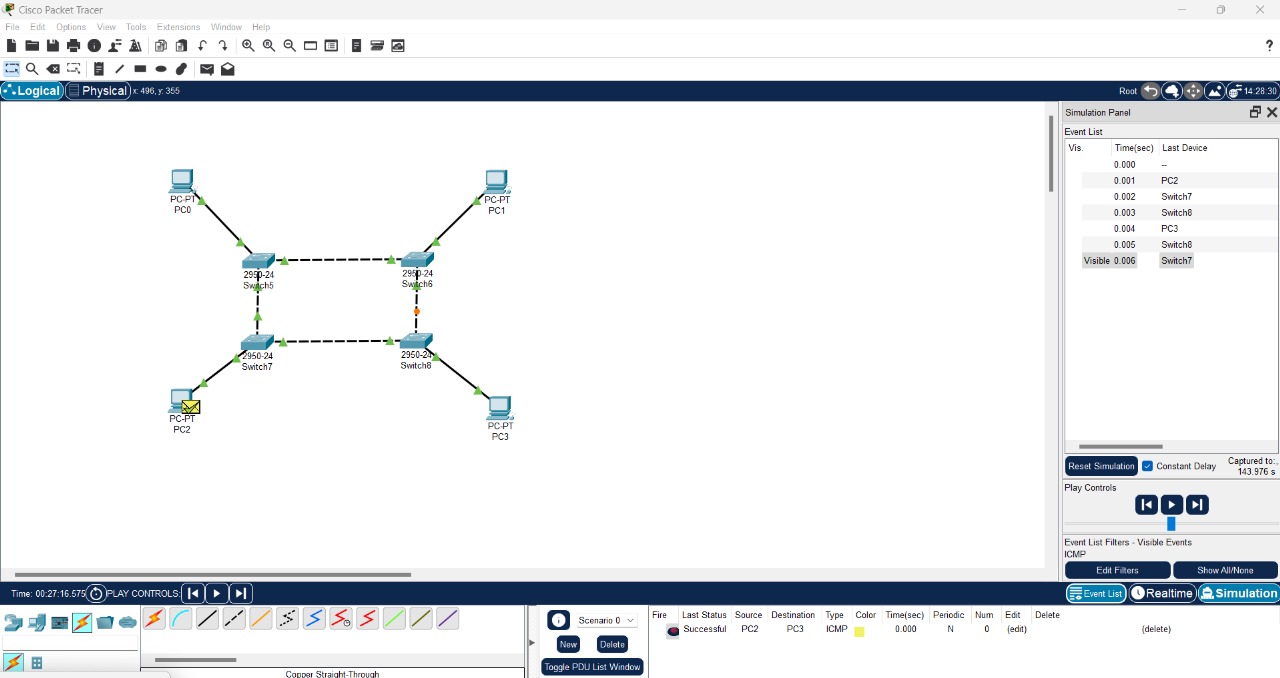 Cisco Packet Tracer
File Edit Options View Tools Extensions Window Help
?
Logical Physical x: 496, y: 355
Root 14:28:30
PC-PT
PC0
PC-PT
PC1
2950-24
Switch5
2950-24
Switch6
2950-24
Switch7
2950-24
Switch8
PC-PT
PC2
PC-PT
PC3
Simulation Panel
Event List
Vis. Time(sec) Last Device
0.000 --
0.001 PC2
0.002 Switch7
0.003 Switch8
0.004 PC3
0.005 Switch8
Visible 0.006 Switch7
Reset Simulation Constant Delay Captured to:
143.976 s
Play Controls
Event List Filters - Visible Events
ICMP
Edit Filters Show All/None
Time: 00:27:16.575 PLAY CONTROLS:
Event List Realtime Simulation
Copper Straight-Through
Scenario 0
New Delete
Toggle PDU List Window
Fire Last Status Source Destination Type Color Time(sec) Periodic Num Edit Delete
Successful PC2 PC3 ICMP 0.000 N 0 (edit) (delete)